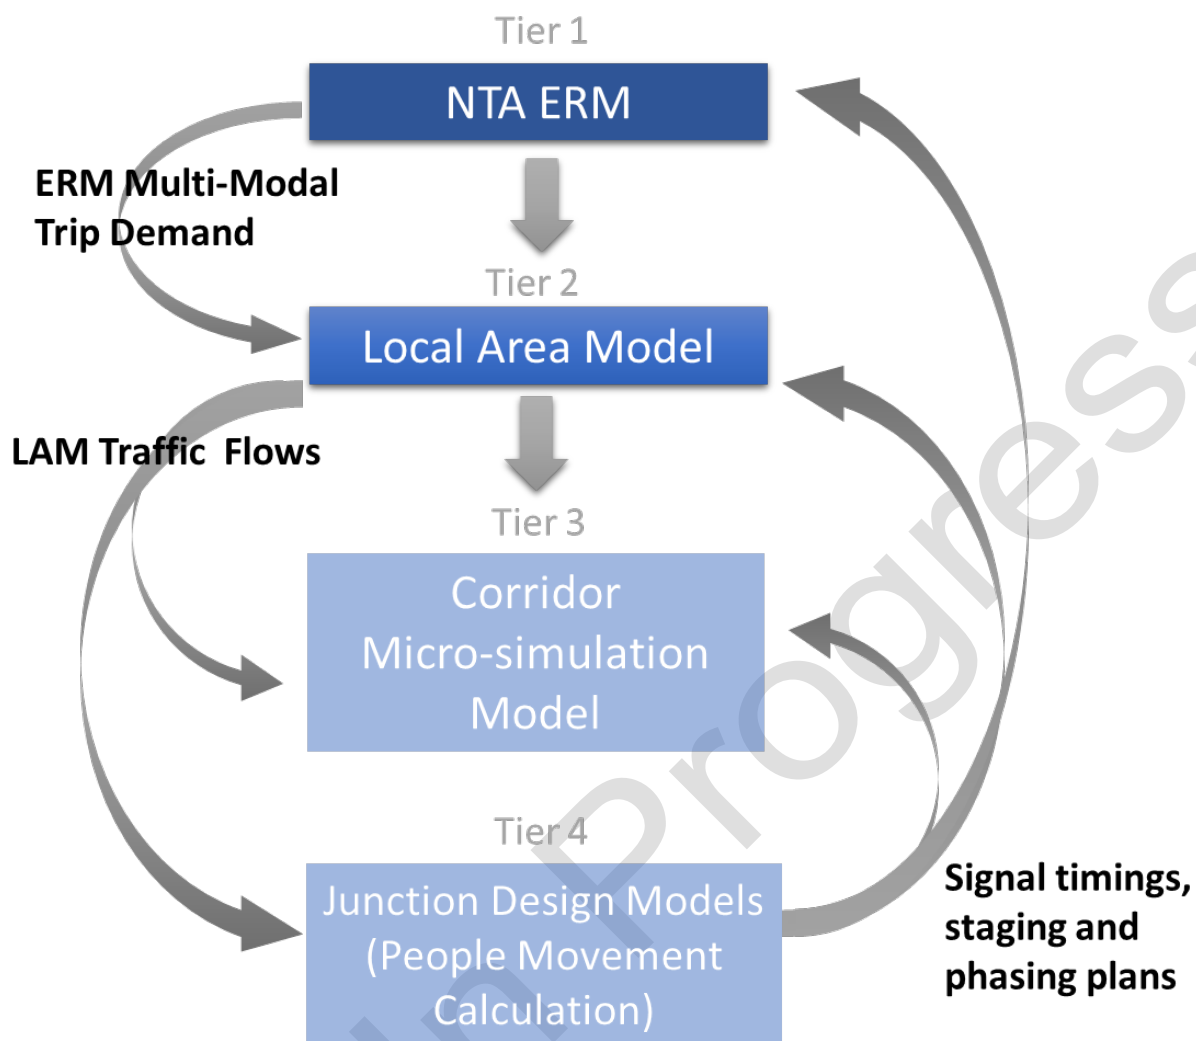 Tier 1
NTA ERM
ERM Multi-Modal
Trip Demand
Tier 2
Local Area Model
LAM Traffic Flows
Tier 3
Corridor
Micro-simulation
Model
Tier 4
Junction Design Models
(People Movement
Calculation)
Signal timings,
staging and
phasing plans
In Progress